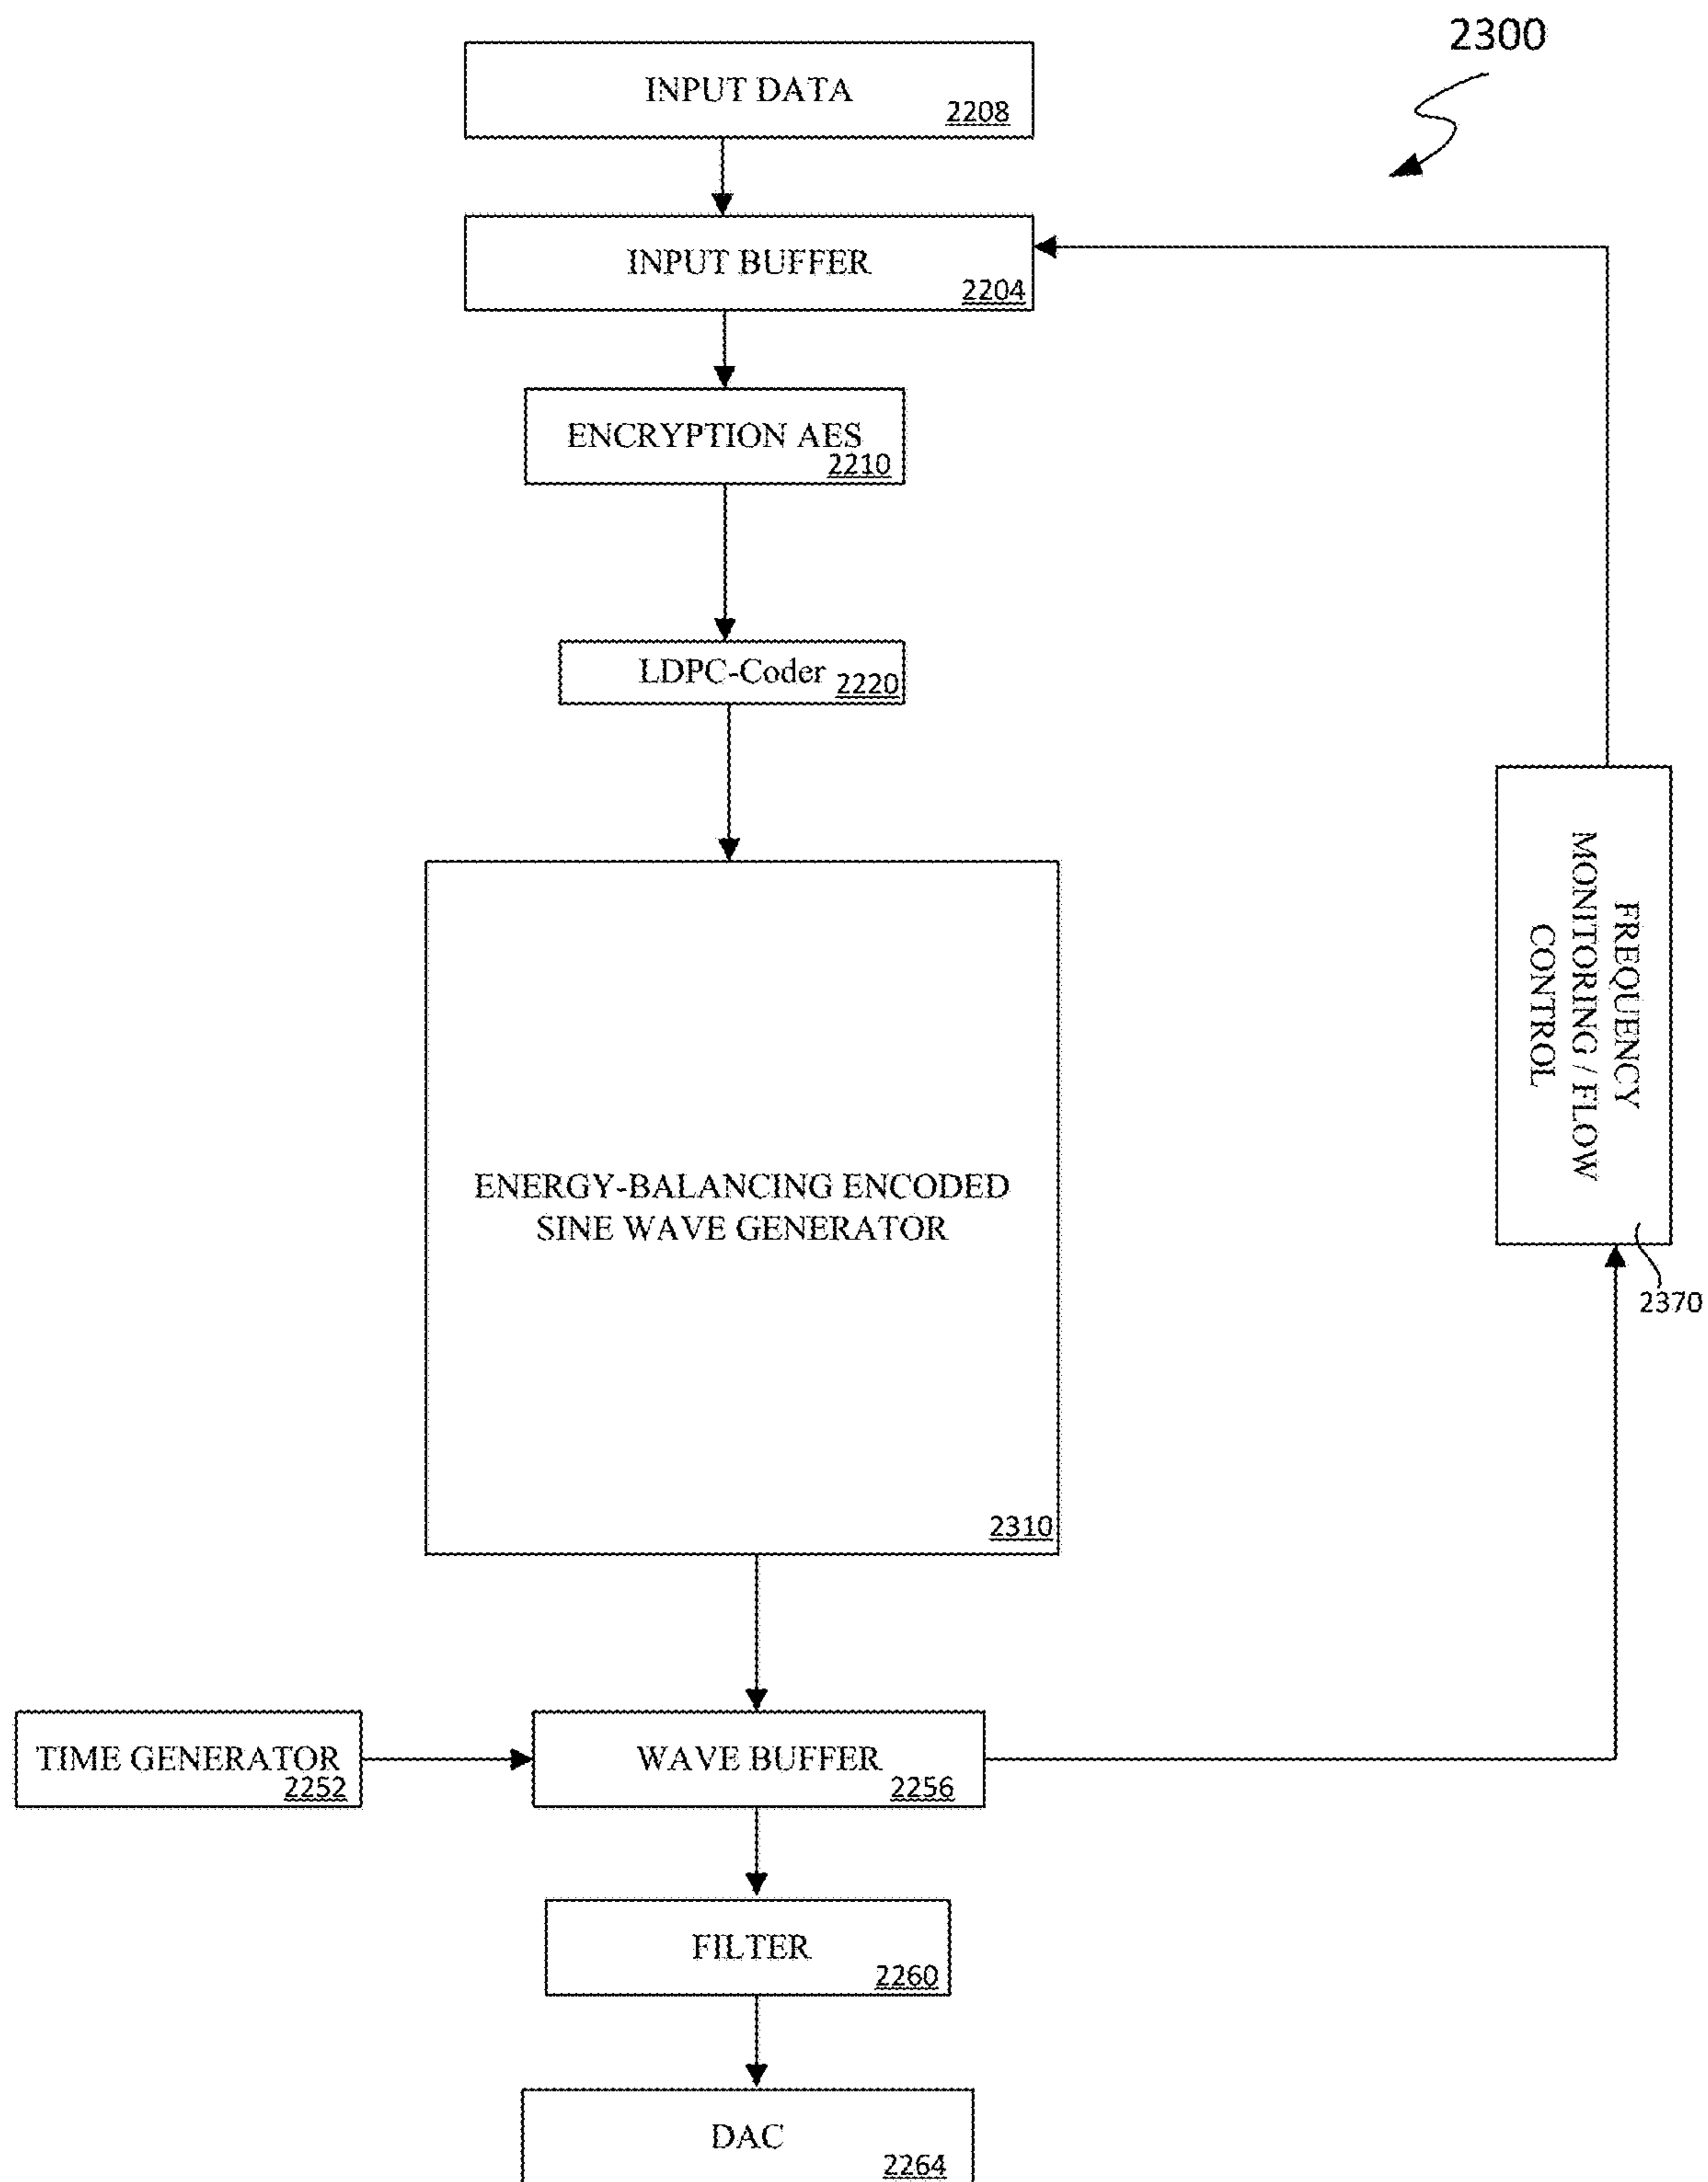 2300
INPUT DATA
2208
INPUT BUFFER
2204
ENCRYPTION AES
2210
LDPC-Coder
2220
FREQUENCY
MONITORING / FLOW
CONTROL
2370
ENERGY-BALANCING ENCODED
SINE WAVE GENERATOR
2310
TIME GENERATOR
2252
WAVE BUFFER
2256
FILTER
2260
DAC
2264